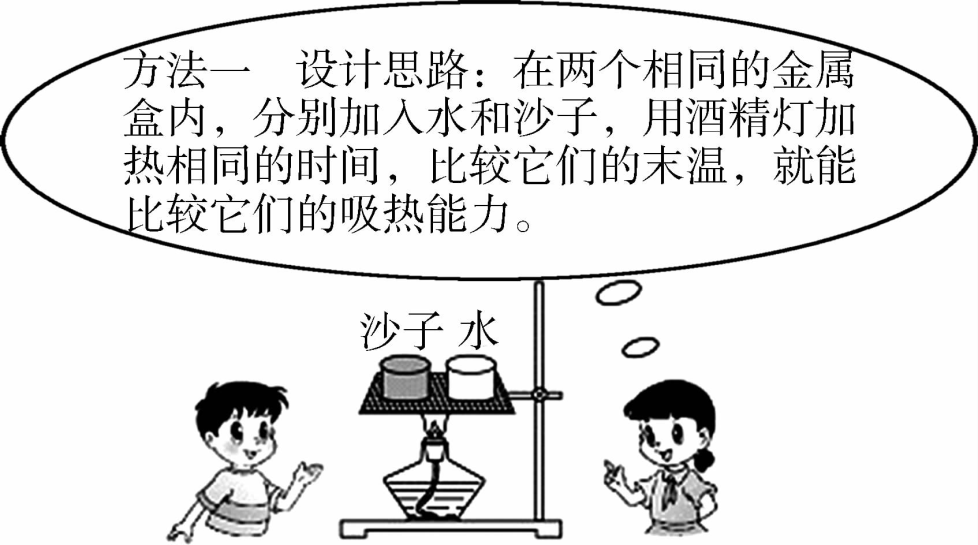 方法一　设计思路：在两个相同的金属
盒内，分别加入水和沙子，用酒精灯加
热相同的时间，比较它们的末温，就能
比较它们的吸热能力。
沙子 水